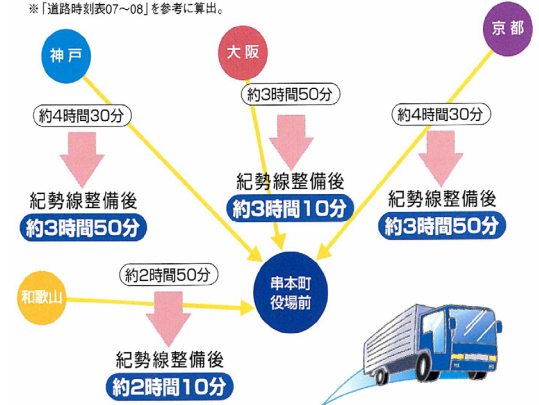 ※「道路時刻表07～08」を参考に算出。
神戸
大阪
京都
約4時間30分
紀勢線整備後
約3時間50分
約3時間50分
紀勢線整備後
約3時間10分
約4時間30分
紀勢線整備後
約3時間50分
和歌山
約2時間50分
紀勢線整備後
約2時間10分
串本町
役場前